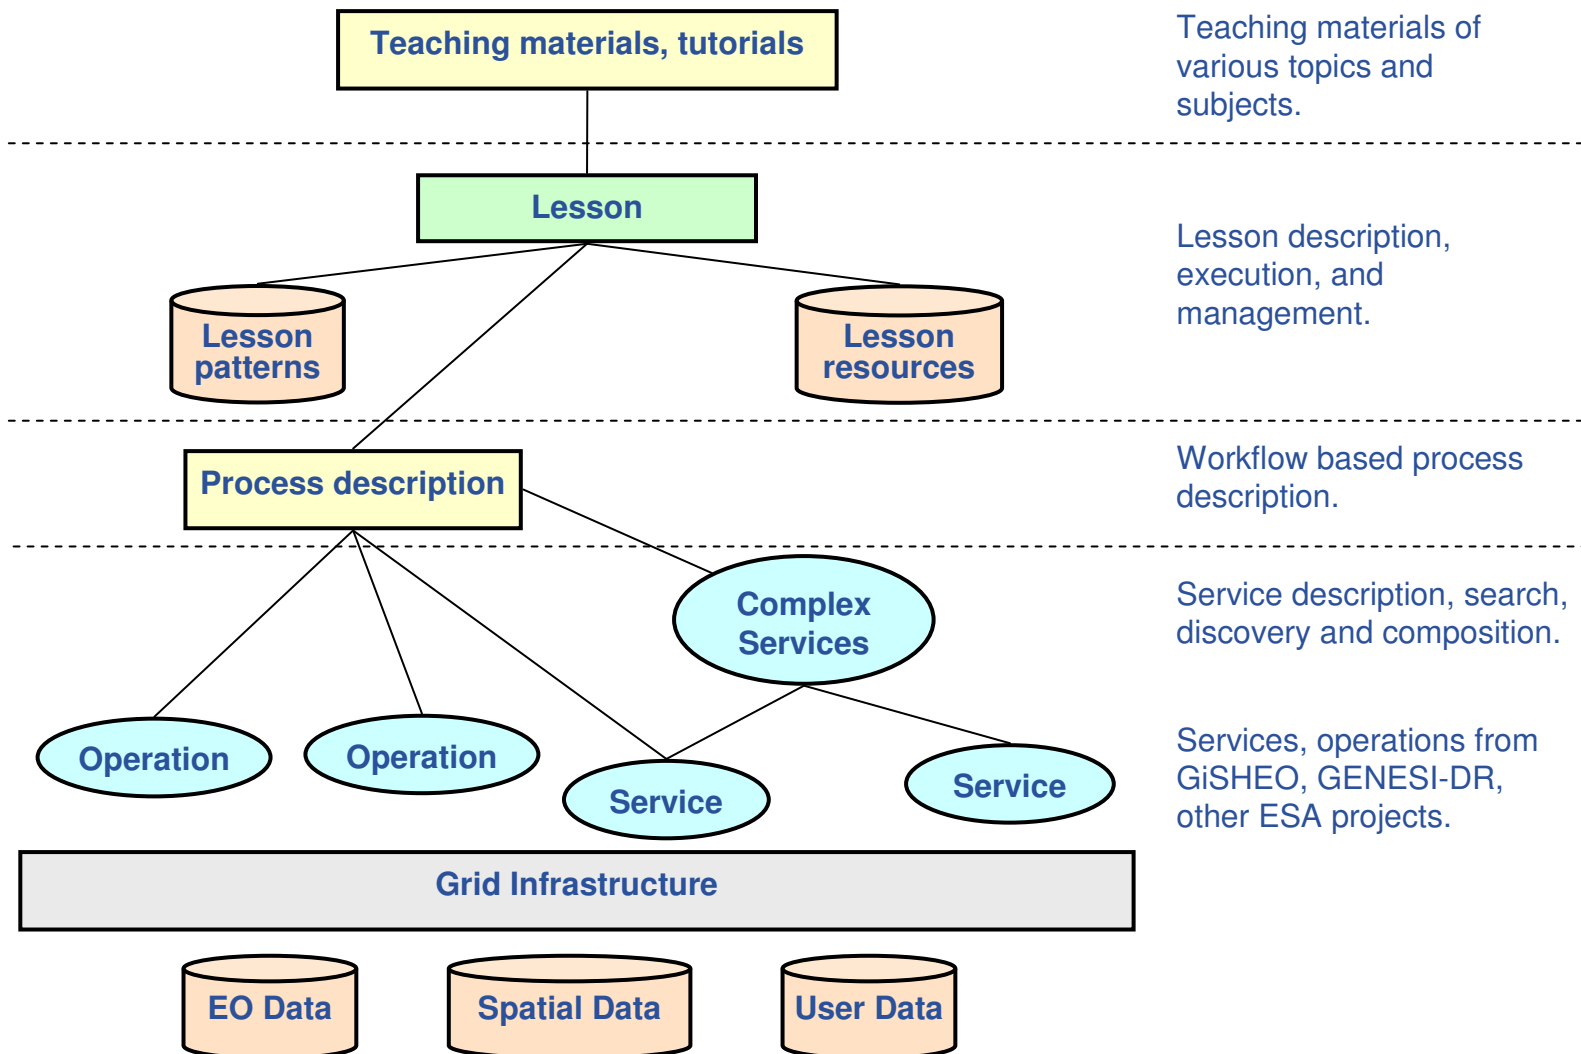 Teaching materials, tutorials
Teaching materials of
various topics and
subjects.
Lesson
Lesson description,
execution, and
management.
Lesson
patterns
Lesson
resources
Process description
Workflow based process
description.
Complex
Services
Service description, search,
discovery and composition.
Operation
Operation
Service
Service
Services, operations from
GiSHEO, GENESI-DR,
other ESA projects.
Grid Infrastructure
EO Data
Spatial Data
User Data